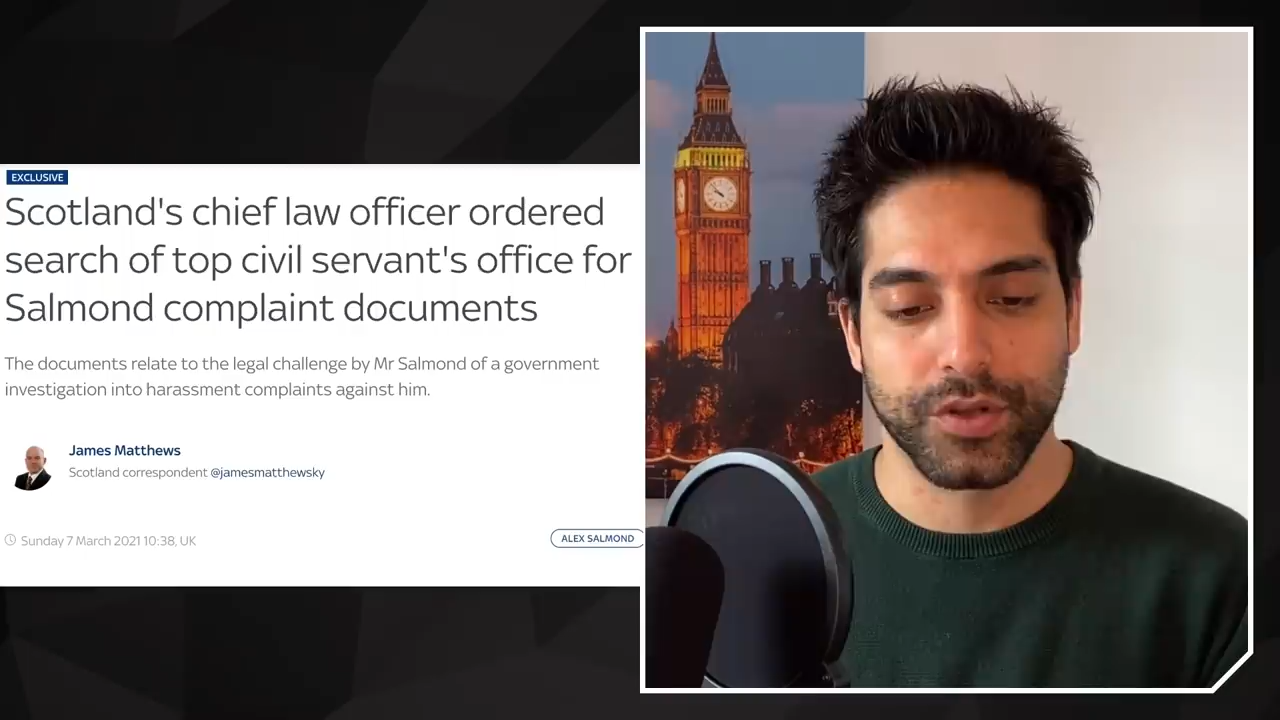 EXCLUSIVE
Scotland's chief law officer ordered
search of top civil servant's office for
Salmond complaint documents
The documents relate to the legal challenge by Mr Salmond of a government
investigation into harassment complaints against him.
James Matthews
Scotland correspondent @jamesmatthewsky
Sunday 7 March 2021 10:38, UK
ALEX SALMOND